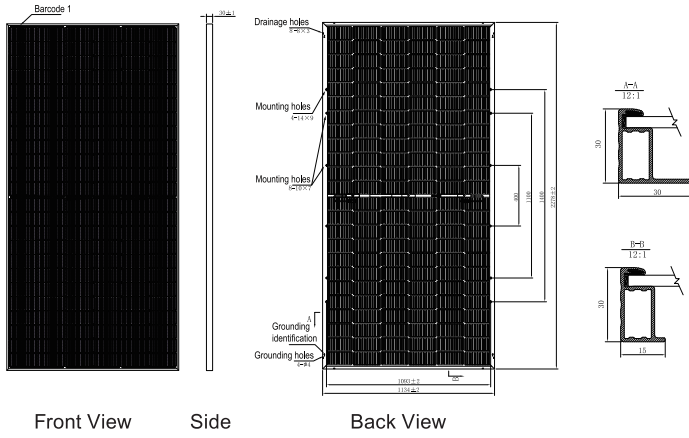 Barcode 1
30±1
Drainage holes
8-8×3
Mounting holes
4-14×9
Mounting holes
8-10×7
400
1100
1400
2278±2
A
Grounding
identification
Grounding holes
4-Φ4
1093±2
1134±2
A-A
12:1
30
30
B-B
12:1
30
15
Front View
Side
Back View